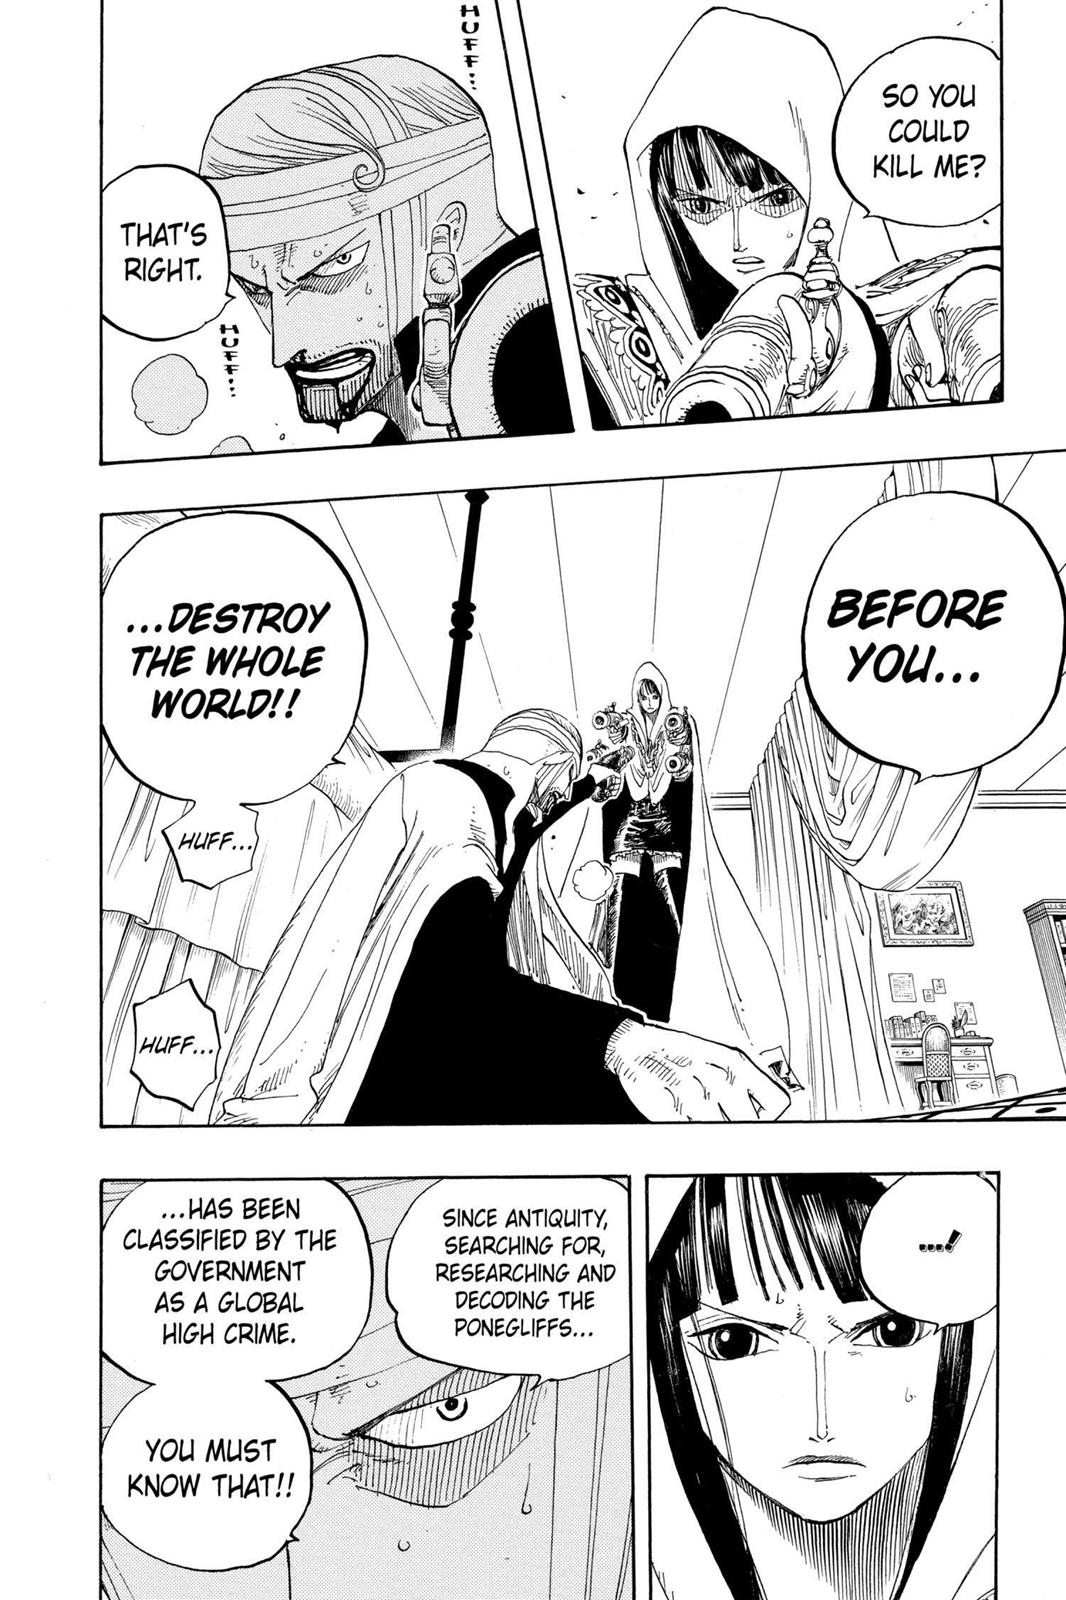 SO YOU
COULD
KILL ME?
HUFF...
THAT'S
RIGHT.
HUFF...
BEFORE
YOU...
...DESTROY
THE WHOLE
WORLD!!
HUFF...
HUFF...
....!
SINCE ANTIQUITY,
SEARCHING FOR,
RESEARCHING AND
DECODING THE
PONEGLIFFS...
...HAS BEEN
CLASSIFIED BY THE
GOVERNMENT
AS A GLOBAL
HIGH CRIME.
YOU MUST
KNOW THAT!!